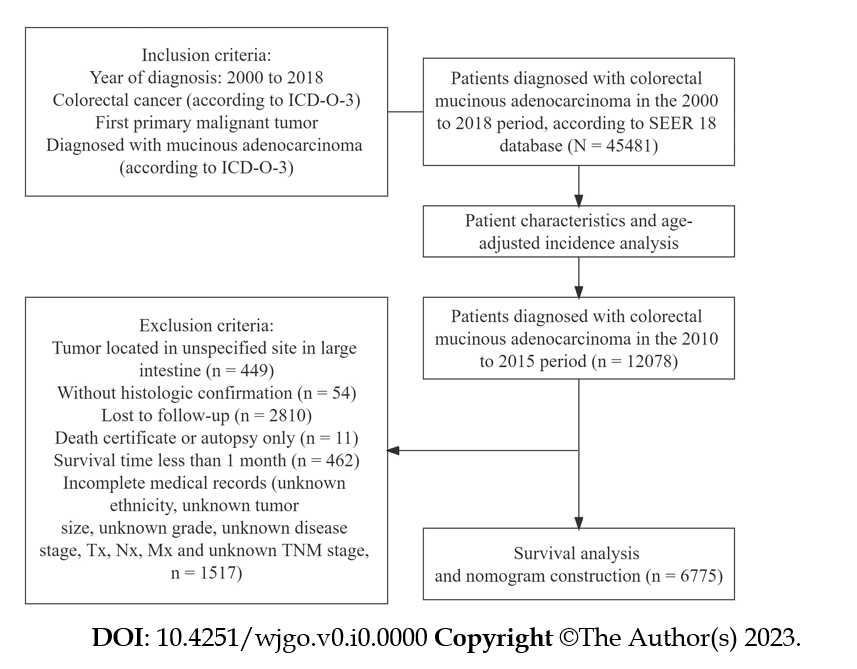 Inclusion criteria:
Year of diagnosis: 2000 to 2018
Colorectal cancer (according to ICD-O-3)
First primary malignant tumor
Diagnosed with mucinous adenocarcinoma
(according to ICD-O-3)
Patients diagnosed with colorectal
mucinous adenocarcinoma in the 2000
to 2018 period, according to SEER 18
database (N = 45481)
Patient characteristics and age-
adjusted incidence analysis
Patients diagnosed with colorectal
mucinous adenocarcinoma in the 2010
to 2015 period (n = 12078)
Exclusion criteria:
Tumor located in unspecified site in large
intestine (n = 449)
Without histologic confirmation (n = 54)
Lost to follow-up (n = 2810)
Death certificate or autopsy only (n = 11)
Survival time less than 1 month (n = 462)
Incomplete medical records (unknown
ethnicity, unknown tumor
size, unknown grade, unknown disease
stage, Tx, Nx, Mx and unknown TNM stage,
n = 1517)
Survival analysis
and nomogram construction (n = 6775)
DOI: 10.4251/wjgo.v0.i0.0000 Copyright ©The Author(s) 2023.